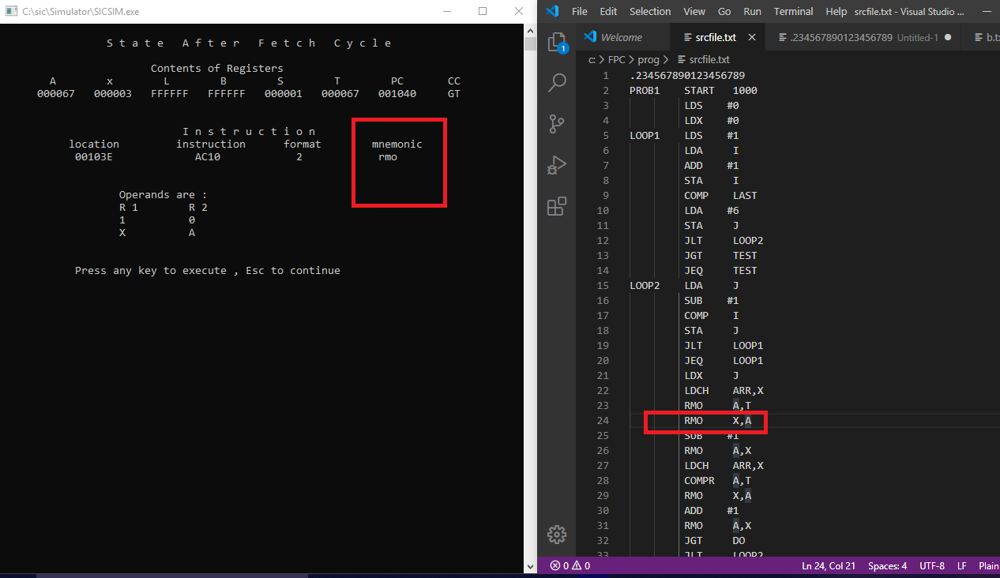 C:\sic\Simulator\SICSIM.exe
S t a t e   A f t e r   F e t c h   C y c l e
Contents of Registers
A x L B S T PC CC
000067 000003 FFFFFF FFFFFF 000001 000067 001040 GT
I n s t r u c t i o n
location instruction format mnemonic
00103E AC10 2 rmo
Operands are :
R 1 R 2
1 0
X A
Press any key to execute , Esc to continue
File Edit Selection View Go Run Terminal Help srcfile.txt - Visual Studio ...
Welcome srcfile.txt .234567890123456789 Untitled-1 b.tx
1
c: > FPC > prog > srcfile.txt
1 .234567890123456789
2 PROB1 START 1000
3 LDS #0
4 LDX #0
5 LOOP1 LDS #1
6 LDA I
7 ADD #1
8 STA I
9 COMP LAST
10 LDA #6
11 STA J
12 JLT LOOP2
13 JGT TEST
14 JEQ TEST
15 LOOP2 LDA J
16 SUB #1
17 COMP I
18 STA J
19 JLT LOOP1
20 JEQ LOOP1
21 LDX J
22 LDCH ARR,X
23 RMO A,T
24 RMO X,A
25 SUB #1
26 RMO A,X
27 LDCH ARR,X
28 COMPR A,T
29 RMO X,A
30 ADD #1
31 RMO A,X
32 JGT DO
33 JLT LOOP2
0 0 Ln 24, Col 21 Spaces: 4 UTF-8 LF Plain